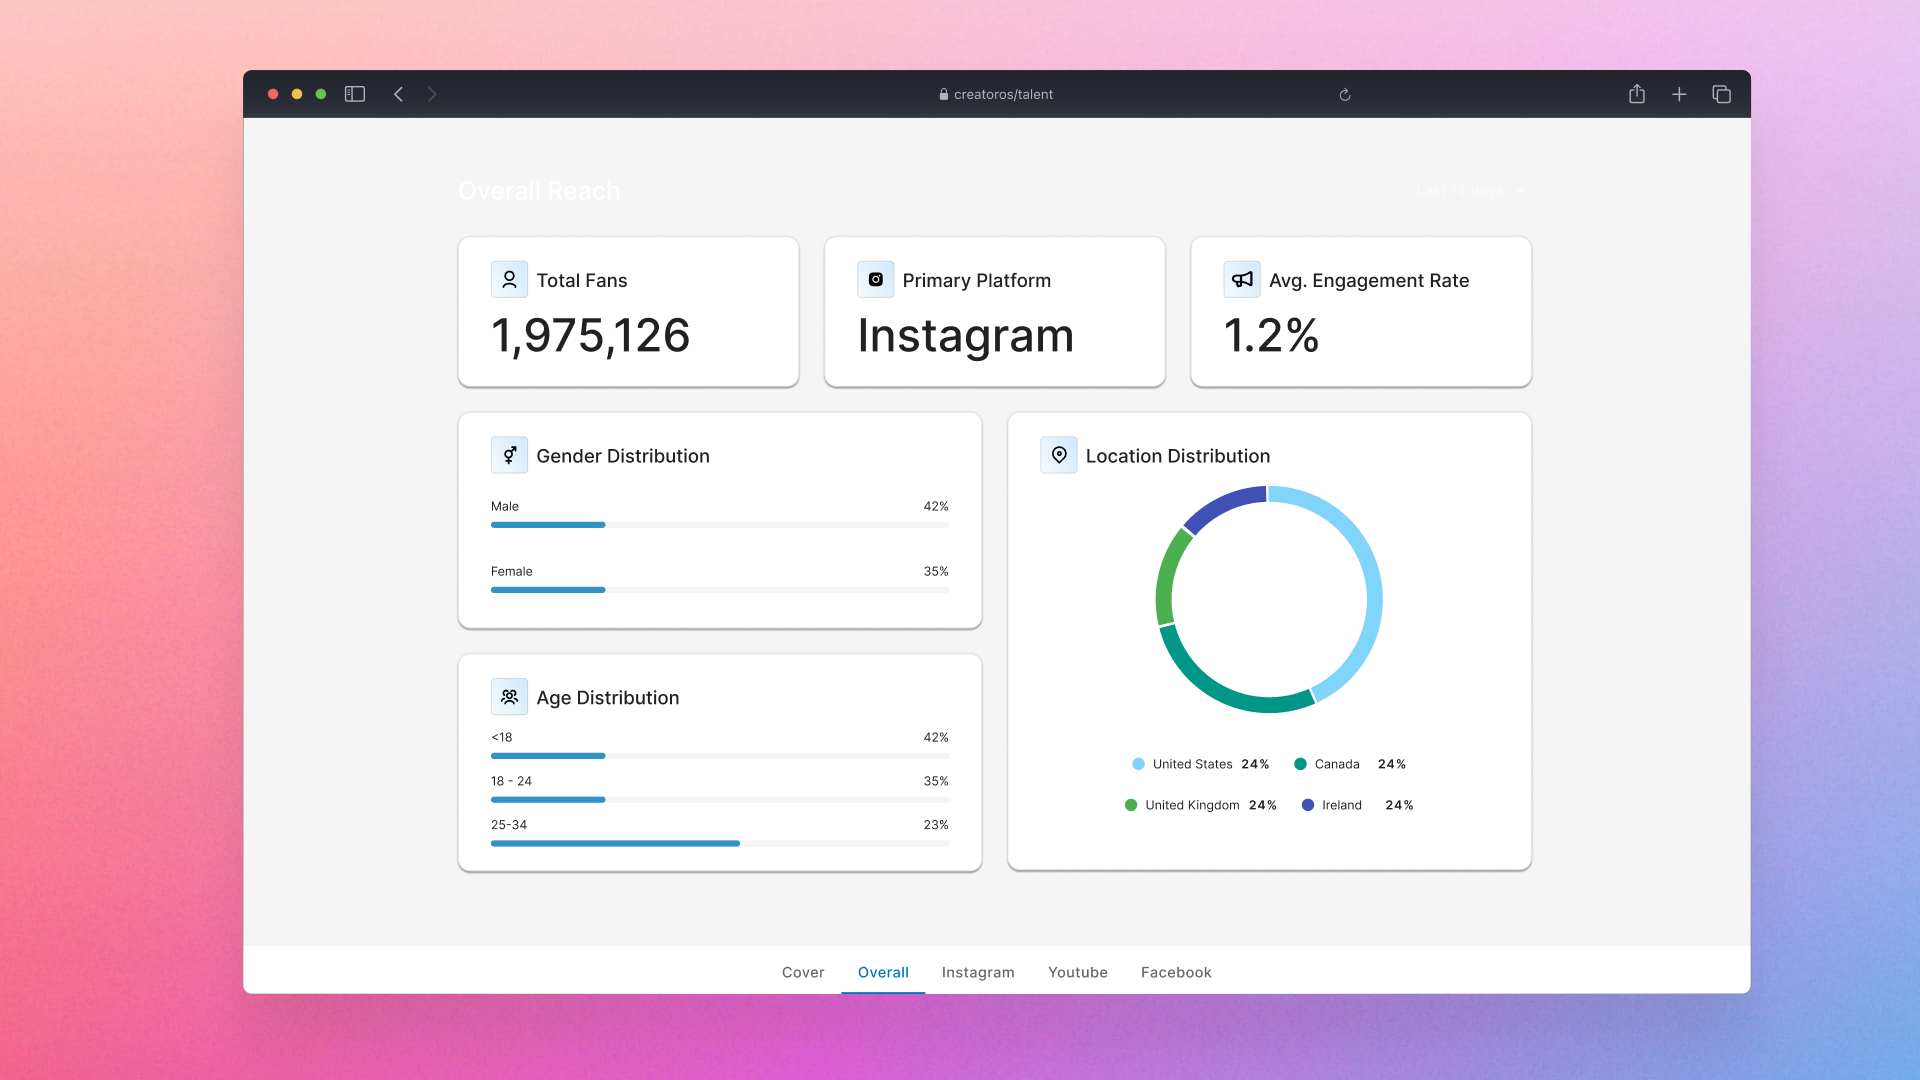 creatoros/talent
Overall Reach
Last 14 days
Total Fans
1,975,126
Primary Platform
Instagram
Avg. Engagement Rate
1.2%
Gender Distribution
Male 42%
Female 35%
Age Distribution
<18 42%
18 - 24 35%
25-34 23%
Location Distribution
United States 24% Canada 24%
United Kingdom 24% Ireland 24%
Cover Overall Instagram Youtube Facebook